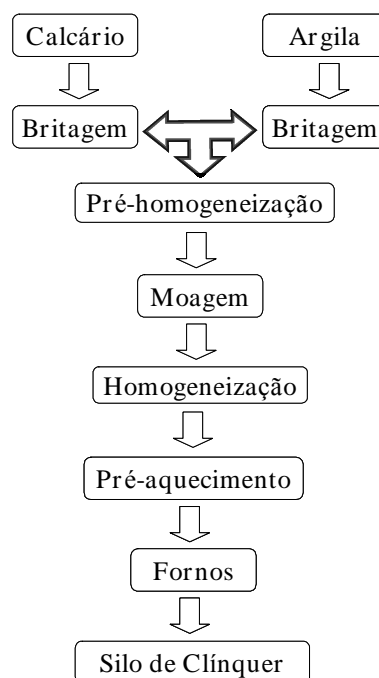 Calcário
Argila
Britagem
Britagem
Pré-homogeneização
Moagem
Homogeneização
Pré-aquecimento
Fornos
Silo de Clínquer